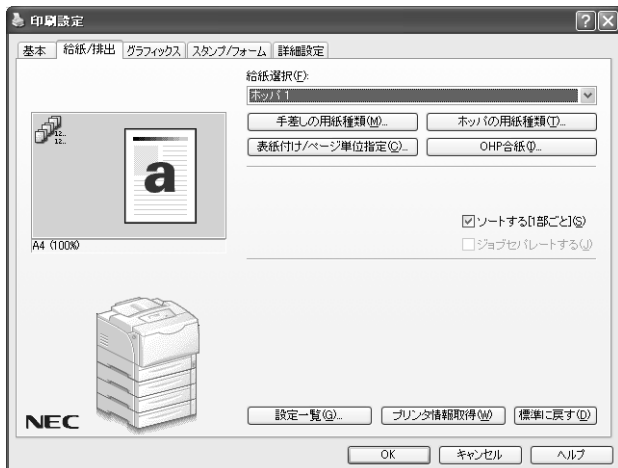 印刷設定
基本 給紙/排出 グラフィックス スタンプ/フォーム 詳細設定
給紙選択(F):
ホッパ 1
手差しの用紙種類(M)... ホッパの用紙種類(T)...
表紙付け/ページ単位指定(C)... OHP合紙(I)...
12..
12..
a
A4 (100%)
ソートする[1部ごと](S)
ジョブセパレートする(J)
NEC
設定一覧(G)... プリンタ情報取得(W) 標準に戻す(D)
OK キャンセル ヘルプ